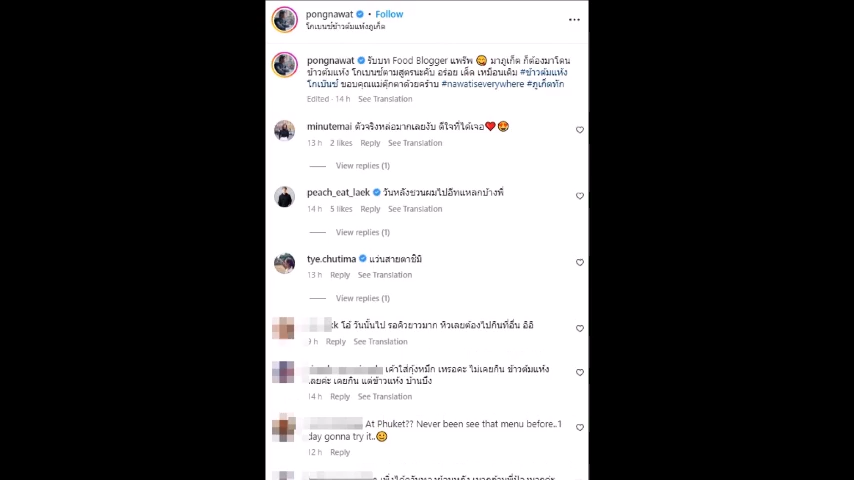 pongnawat • Follow
โกเบนซ์ข้าวต้มแห้งภูเก็ต
pongnawat รับบท Food Blogger แพร๊พ 😋 มาภูเก็ต ก็ต้องมาโดน
ข้าวต้มแห้ง โกเบนซ์ตามสูตรนะคับ อร่อย เด็ด เหมือนเดิม #ข้าวต้มแห้ง
โกเบ๊นซ์ ขอบคุณแม่ตุ๊กตาด้วยคร้าบ #nawatiseverywhere #ภูเก็ตทัก
Edited · 14 h See Translation
minutemai ตัวจริงหล่อมากเลยงับ ดีใจที่ได้เจอ❤️😍
13 h 2 likes Reply See Translation
View replies (1)
peach_eat_laek วันหลังชวนผมไปอีทแหลกบ้างพี่
14 h 5 likes Reply See Translation
View replies (1)
tye.chutima แว่นสายตาชิมิ
13 h Reply See Translation
View replies (1)
k โอ้ วันนั้นไป รอคิวยาวมาก หิวเลยต้องไปกินที่อื่น อิอิ
9 h Reply See Translation
เค้าใส่กุ้งหมึก เหรอคะ ไม่เคยกิน ข้าวต้มแห้ง
เลยค่ะ เคยกิน แต่ข้าวแห้ง บ้านบึง
14 h Reply See Translation
At Phuket?? Never been see that menu before..1
day gonna try it..🙂
12 h Reply